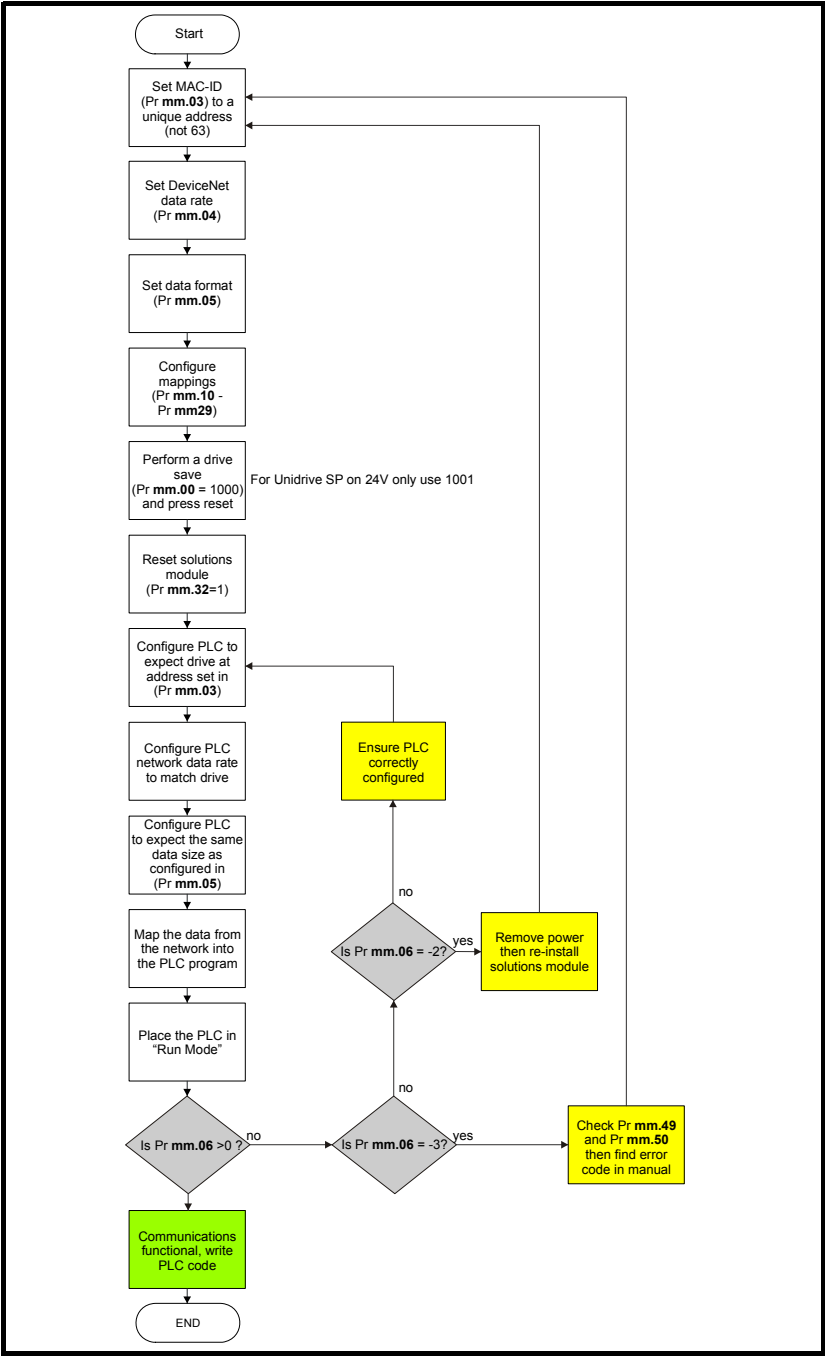 Start
Set MAC-ID
(Pr mm.03) to a
unique address
(not 63)
Set DeviceNet
data rate
(Pr mm.04)
Set data format
(Pr mm.05)
Configure
mappings
(Pr mm.10 -
Pr mm29)
Perform a drive
save
(Pr mm.00 = 1000)
and press reset
For Unidrive SP on 24V only use 1001
Reset solutions
module
(Pr mm.32=1)
Configure PLC to
expect drive at
address set in
(Pr mm.03)
Configure PLC
network data rate
to match drive
Ensure PLC
correctly
configured
Configure PLC
to expect the same
data size as
configured in
(Pr mm.05)
no
Map the data from
the network into
the PLC program
Is Pr mm.06 = -2?
yes
Remove power
then re-install
solutions module
Place the PLC in
“Run Mode”
no
Is Pr mm.06 >0 ?
no
Is Pr mm.06 = -3?
yes
Check Pr mm.49
and Pr mm.50
then find error
code in manual
Communications
functional, write
PLC code
END